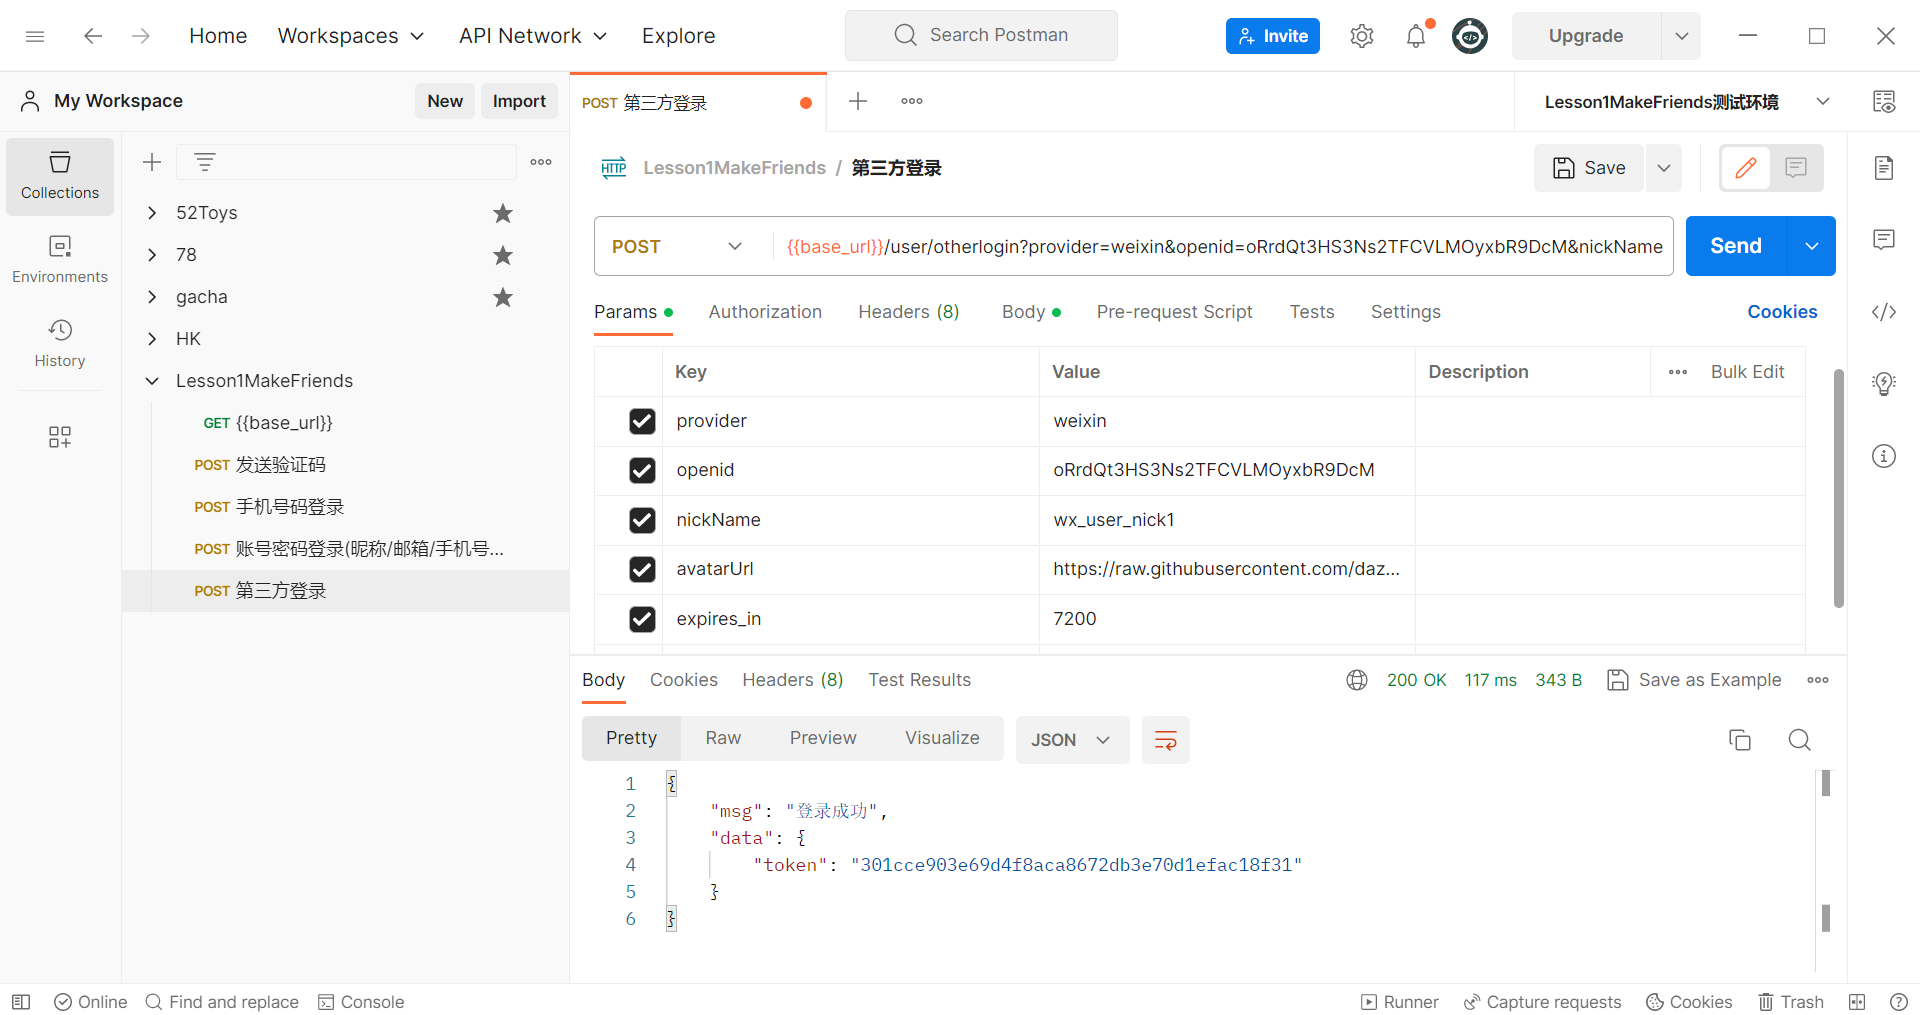 Home Workspaces API Network Explore Search Postman Invite Upgrade
My Workspace New Import
POST 第三方登录 Lesson1MakeFriends测试环境
Collections
Environments
History
52Toys
78
gacha
HK
Lesson1MakeFriends
GET {{base_url}}
POST 发送验证码
POST 手机号码登录
POST 账号密码登录(昵称/邮箱/手机号...
POST 第三方登录
HTTP Lesson1MakeFriends / 第三方登录 Save
POST {{base_url}}/user/otherlogin?provider=weixin&openid=oRrdQt3HS3Ns2TFCVLMOyxbR9DcM&nickName Send
Params Authorization Headers (8) Body Pre-request Script Tests Settings Cookies
Key Value Description Bulk Edit
provider weixin
openid oRrdQt3HS3Ns2TFCVLMOyxbR9DcM
nickName wx_user_nick1
avatarUrl https://raw.githubusercontent.com/daz...
expires_in 7200
Body Cookies Headers (8) Test Results 200 OK 117 ms 343 B Save as Example
Pretty Raw Preview Visualize JSON
1 {
2 "msg": "登录成功",
3 "data": {
4 "token": "301cce903e69d4f8aca8672db3e70d1efac18f31"
5 }
6 }
Online Find and replace Console Runner Capture requests Cookies Trash